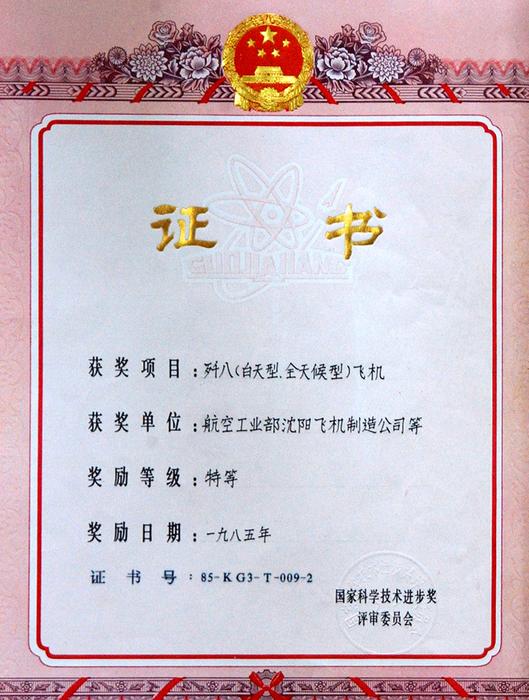 证 书
获奖项目：歼八(白天型、全天候型)飞机
获奖单位：航空工业部沈阳飞机制造公司等
奖励等级：特等
奖励日期：一九八五年
证 书 号：85-KG3-T-009-2
国家科学技术进步奖
评审委员会